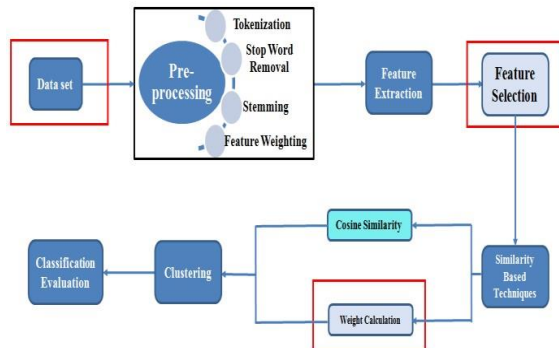 Data set
Pre-
processing
Tokenization
Stop Word
Removal
Stemming
Feature Weighting
Feature
Extraction
Feature
Selection
Similarity
Based
Techniques
Cosine Similarity
Weight Calculation
Clustering
Classification
Evaluation